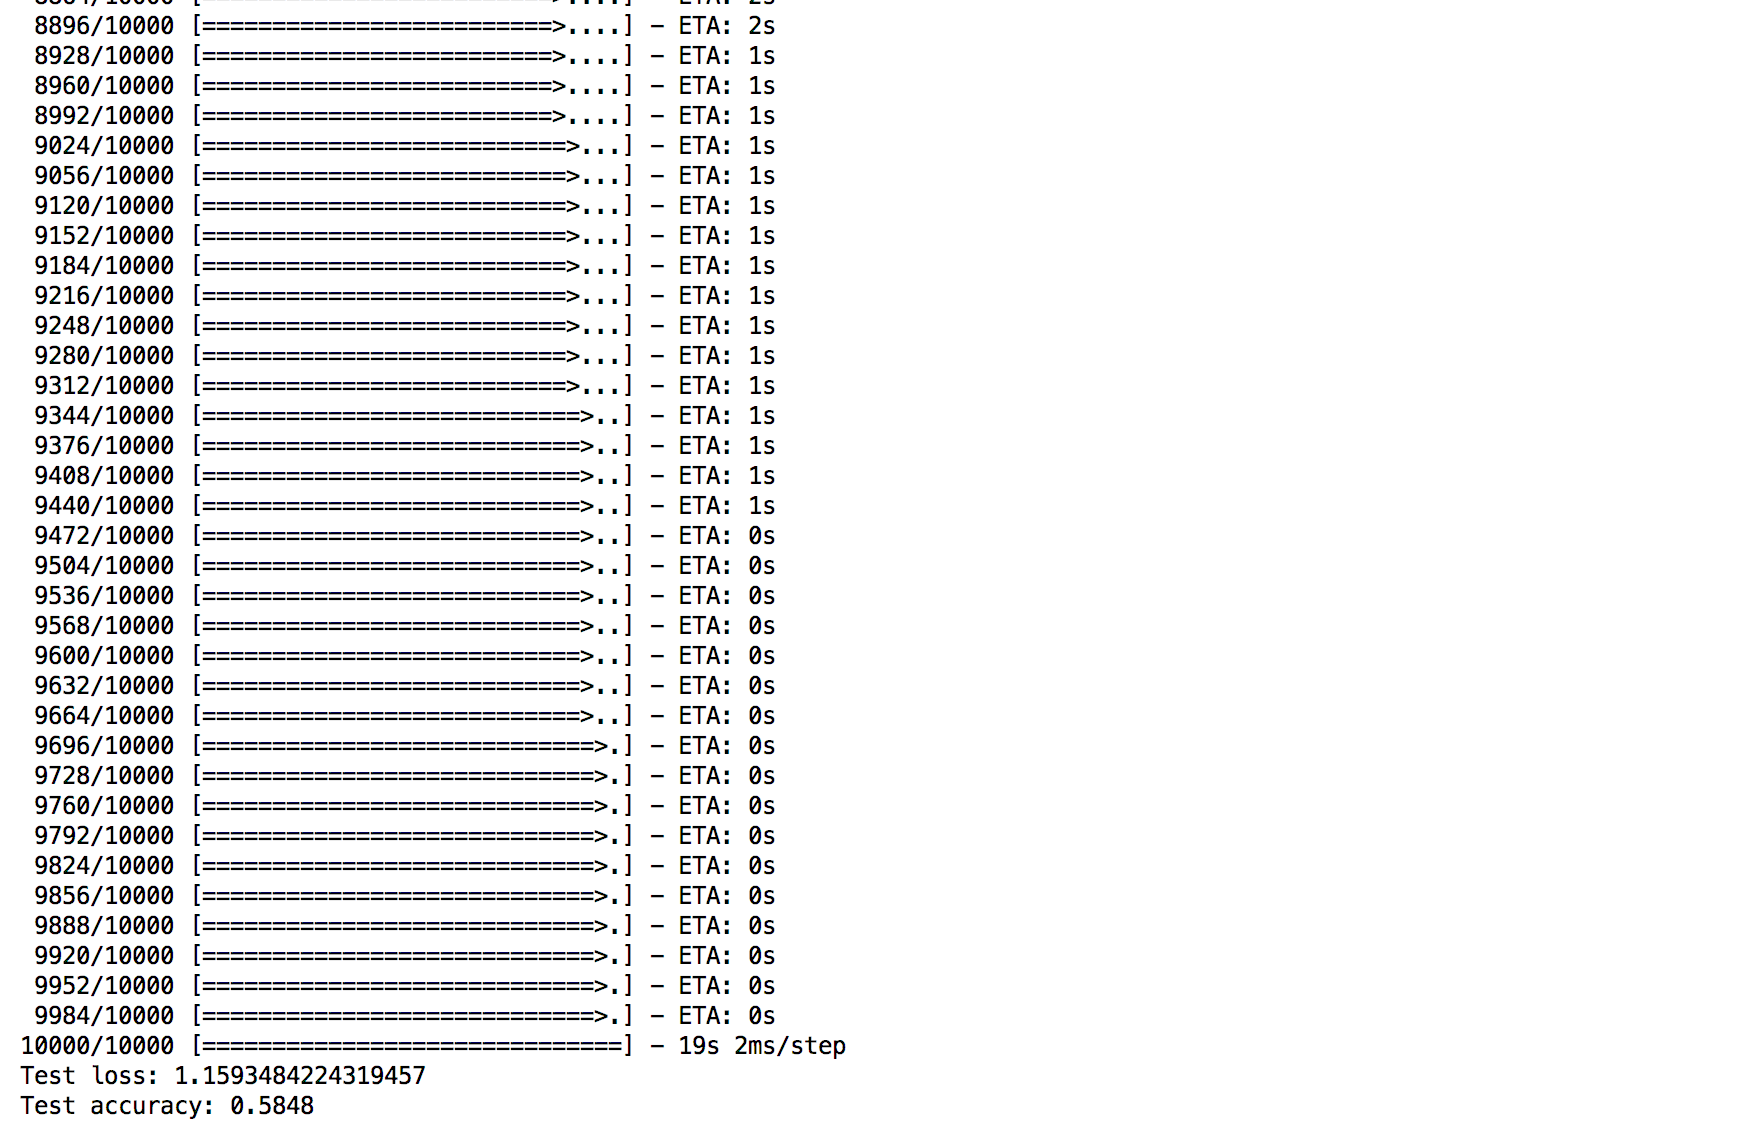 8896/10000 [=========================>....] - ETA: 2s
8928/10000 [=========================>....] - ETA: 1s
8960/10000 [=========================>....] - ETA: 1s
8992/10000 [=========================>....] - ETA: 1s
9024/10000 [==========================>...] - ETA: 1s
9056/10000 [==========================>...] - ETA: 1s
9120/10000 [==========================>...] - ETA: 1s
9152/10000 [==========================>...] - ETA: 1s
9184/10000 [==========================>...] - ETA: 1s
9216/10000 [==========================>...] - ETA: 1s
9248/10000 [==========================>...] - ETA: 1s
9280/10000 [==========================>...] - ETA: 1s
9312/10000 [==========================>...] - ETA: 1s
9344/10000 [===========================>..] - ETA: 1s
9376/10000 [===========================>..] - ETA: 1s
9408/10000 [===========================>..] - ETA: 1s
9440/10000 [===========================>..] - ETA: 1s
9472/10000 [===========================>..] - ETA: 0s
9504/10000 [===========================>..] - ETA: 0s
9536/10000 [===========================>..] - ETA: 0s
9568/10000 [===========================>..] - ETA: 0s
9600/10000 [===========================>..] - ETA: 0s
9632/10000 [===========================>..] - ETA: 0s
9664/10000 [===========================>..] - ETA: 0s
9696/10000 [============================>.] - ETA: 0s
9728/10000 [============================>.] - ETA: 0s
9760/10000 [============================>.] - ETA: 0s
9792/10000 [============================>.] - ETA: 0s
9824/10000 [============================>.] - ETA: 0s
9856/10000 [============================>.] - ETA: 0s
9888/10000 [============================>.] - ETA: 0s
9920/10000 [============================>.] - ETA: 0s
9952/10000 [============================>.] - ETA: 0s
9984/10000 [============================>.] - ETA: 0s
10000/10000 [==============================] - 19s 2ms/step
Test loss: 1.1593484224319457
Test accuracy: 0.5848